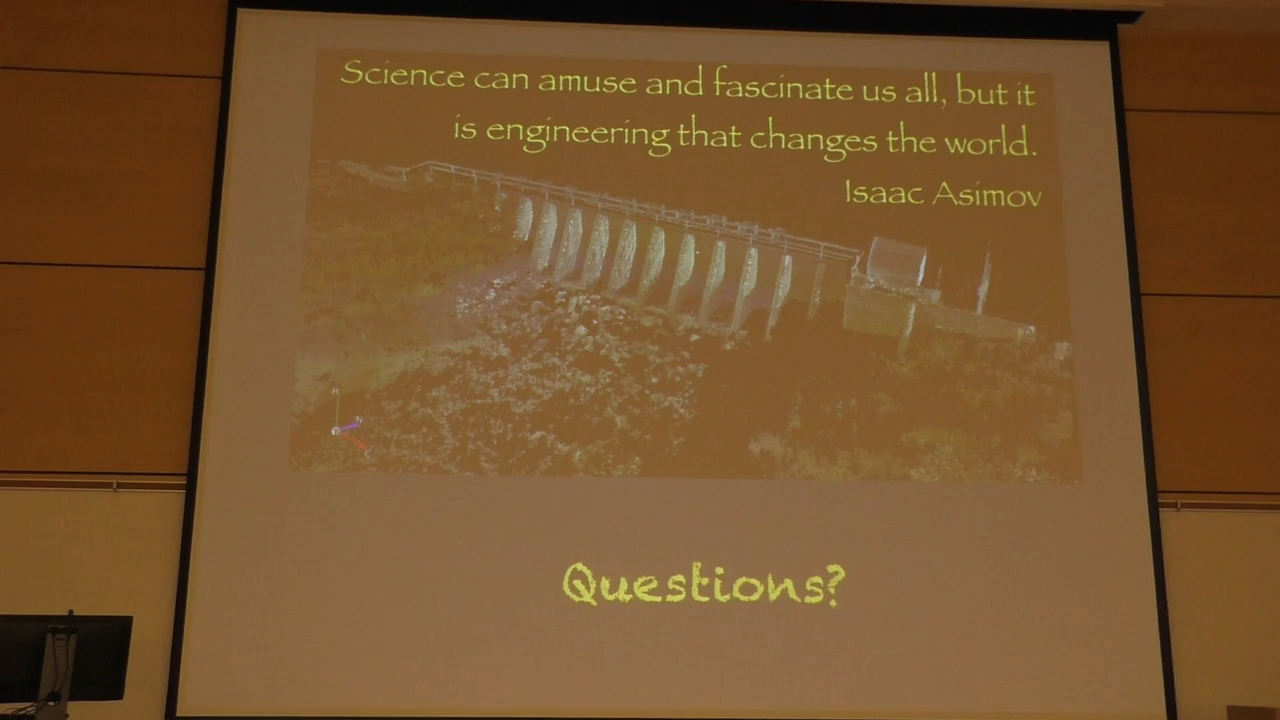 Science can amuse and fascinate us all, but it
is engineering that changes the world.
Isaac Asimov
Questions?